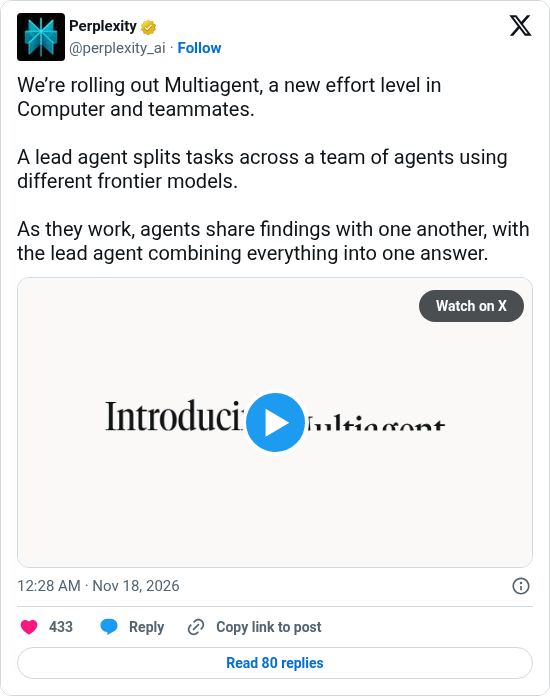 Perplexity
@perplexity_ai · Follow
We’re rolling out Multiagent, a new effort level in
Computer and teammates.
A lead agent splits tasks across a team of agents using
different frontier models.
As they work, agents share findings with one another, with
the lead agent combining everything into one answer.
Watch on X
12:28 AM · Nov 18, 2026
433 Reply Copy link to post
Read 80 replies